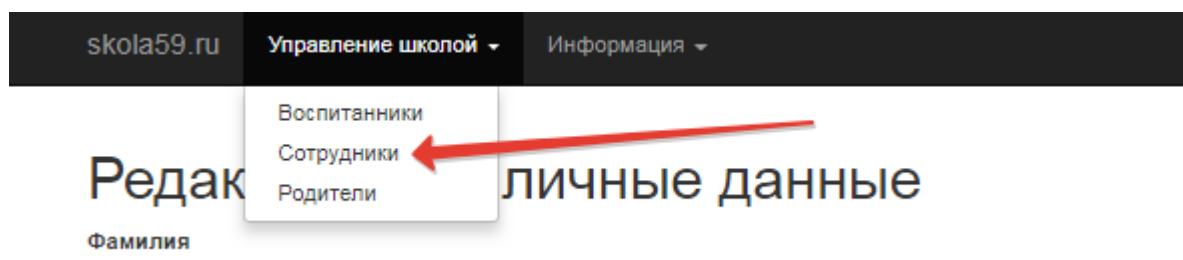 skola59.ru Управление школой Информация
Воспитанники
Сотрудники
Родители
Редак личные данные
Фамилия